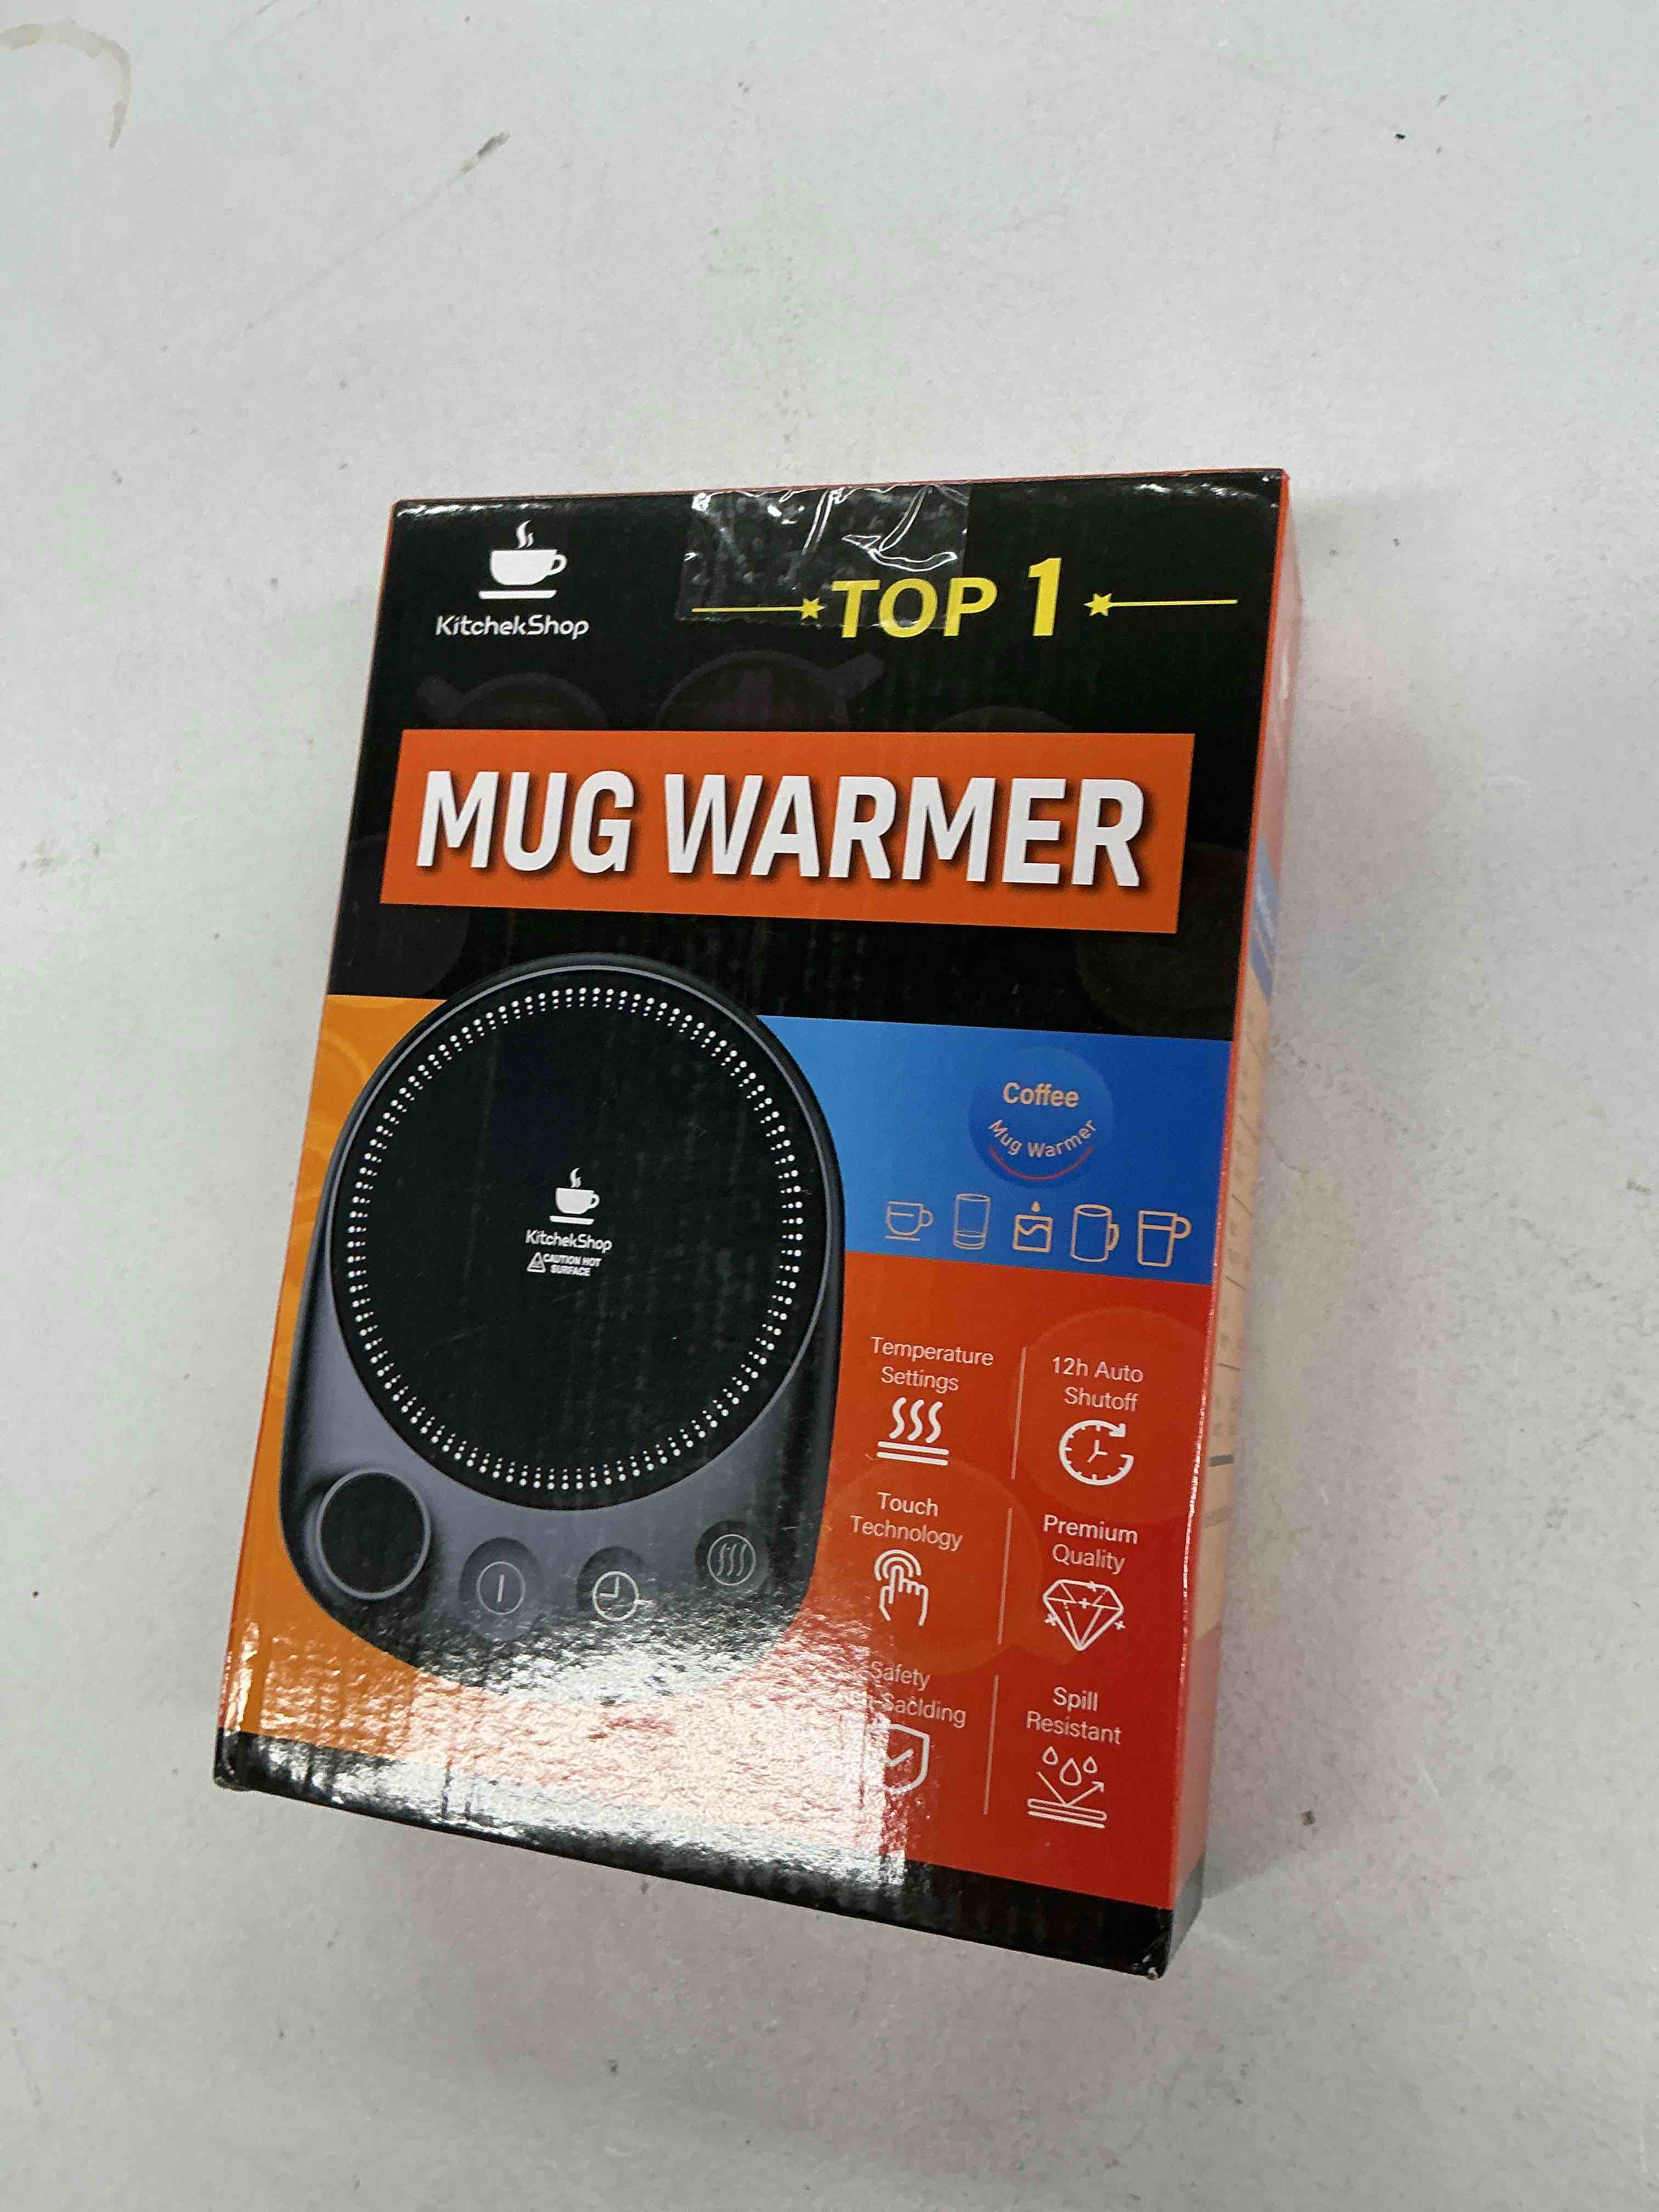 KitchekShop
TOP 1
MUG WARMER
Coffee
Mug Warmer
KitchekShop
CAUTION HOT
SURFACE
Temperature
Settings
12h Auto
Shutoff
Touch
Technology
Premium
Quality
Safety
Saclding
Spill
Resistant